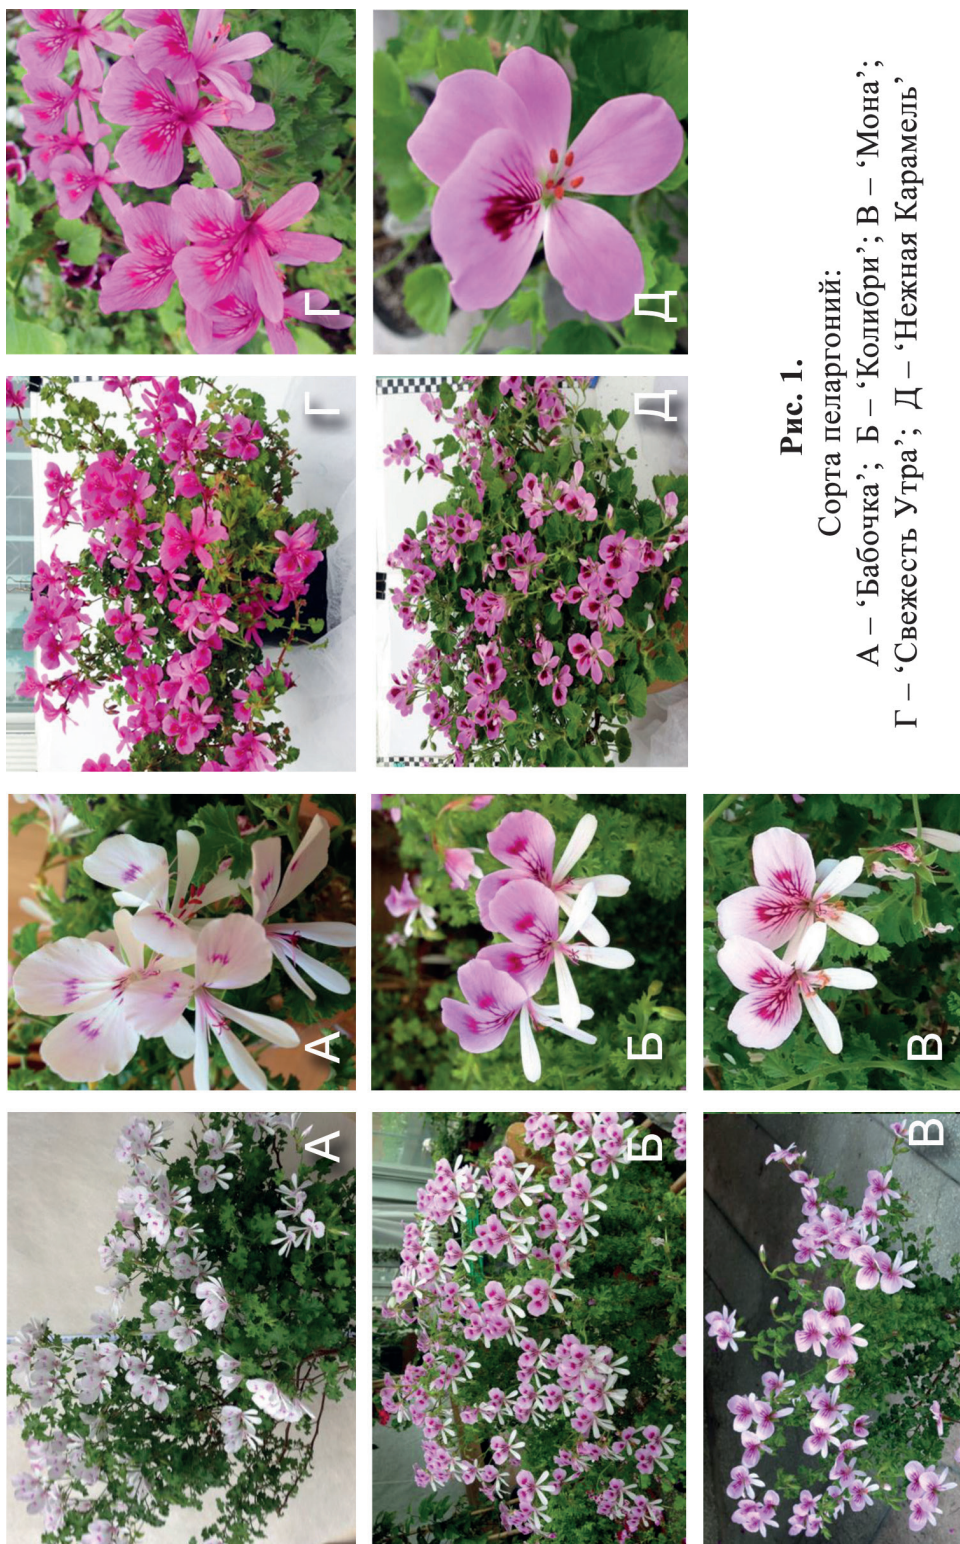 А
А
Г
Г
Б
Б
Д
Д
В
В
Рис. 1.
Сорта пеларгоний:
А – ‘Бабочка’; Б – ‘Колибри’; В – ‘Мона’;
Г – ‘Свежесть Утра’; Д – ‘Нежная Карамель’